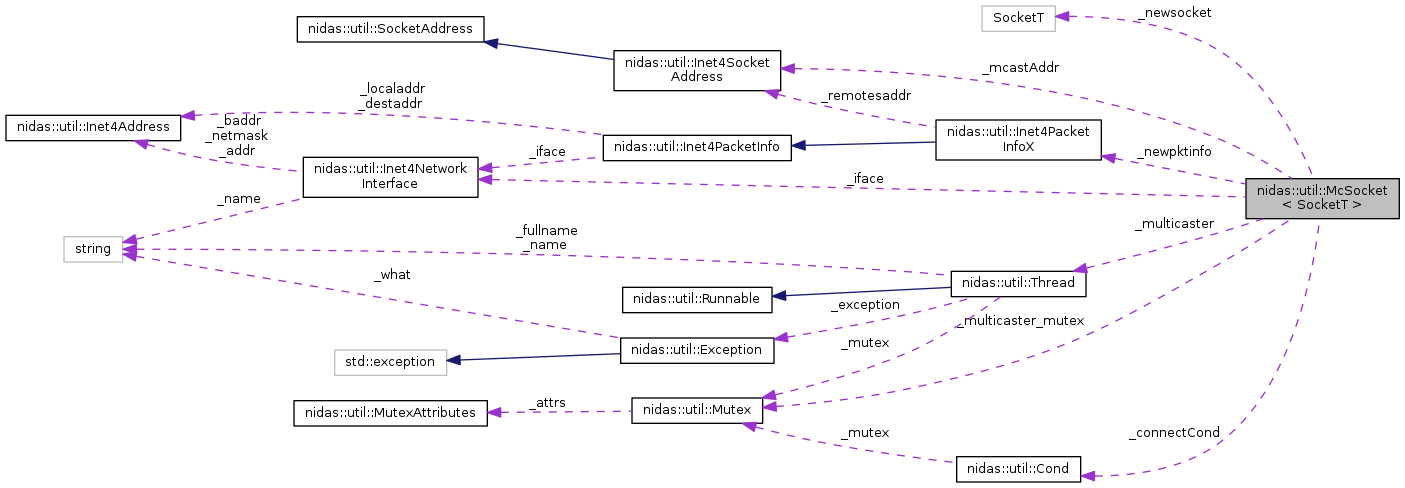 SocketT
_newsocket
nidas::util::SocketAddress
nidas::util::Inet4Socket
Address
_mcastAddr
_localaddr
_destaddr
_remotesaddr
nidas::util::Inet4Address
_baddr
_netmask
_addr
nidas::util::Inet4PacketInfo
nidas::util::Inet4Packet
InfoX
_iface
_newpktinfo
nidas::util::Inet4Network
Interface
_iface
nidas::util::McSocket
< SocketT >
_name
string
_fullname
_name
_multicaster
_what
nidas::util::Thread
nidas::util::Runnable
_exception
_multicaster_mutex
_mutex
nidas::util::Exception
std::exception
_attrs
nidas::util::MutexAttributes
nidas::util::Mutex
_mutex
_connectCond
nidas::util::Cond